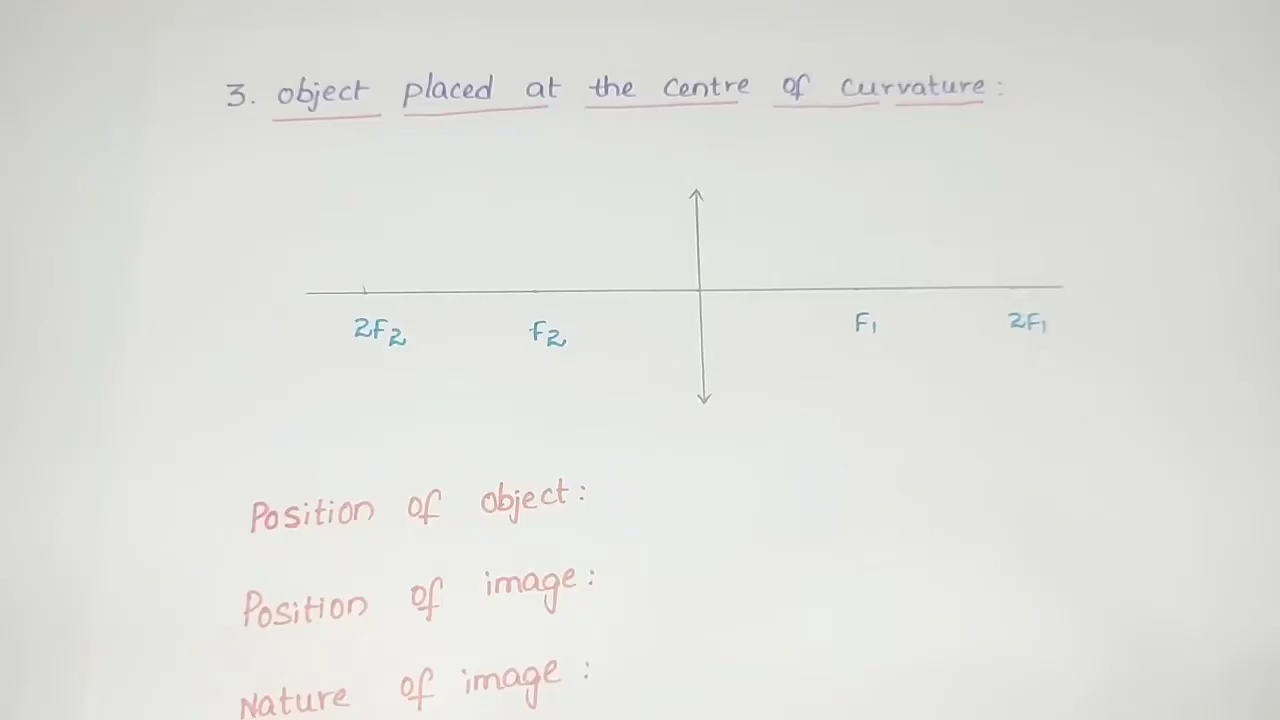 3. object placed at the centre of curvature:
2F2 F2 F1 2F1
Position of object:
Position of image:
Nature of image: